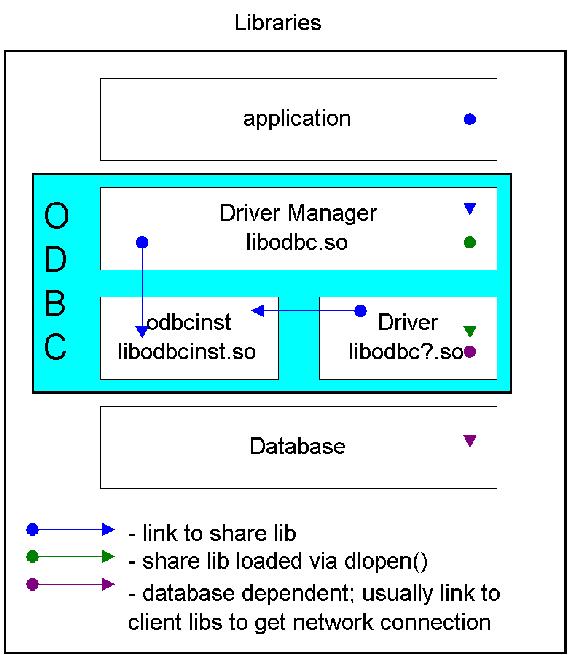 Libraries
application
O
D
B
C
Driver Manager
libodbc.so
odbcinst
libodbcinst.so
Driver
libodbc?.so
Database
- link to share lib
- share lib loaded via dlopen()
- database dependent; usually link to
client libs to get network connection